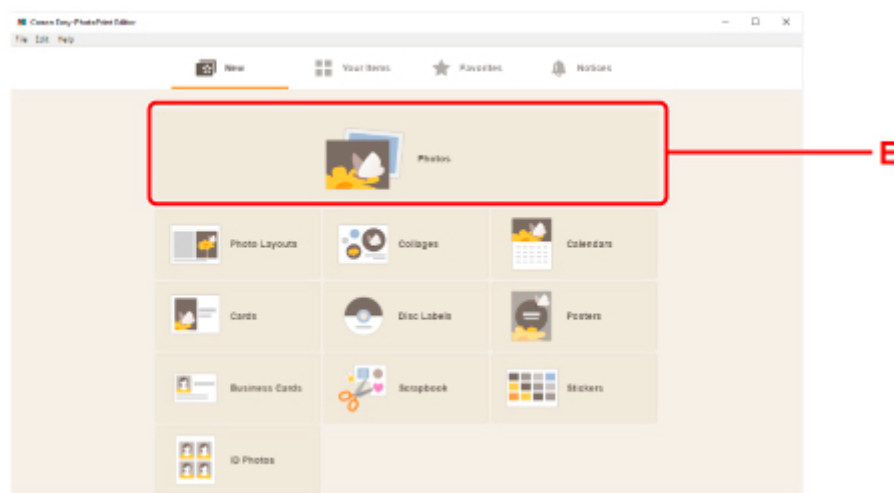 Canon Easy-PhotoPrint Editor
File Edit Help
New Your Items Favorites Notices
Photos
B
Photo Layouts Collages Calendars
Cards Disc Labels Posters
Business Cards Scrapbook Stickers
ID Photos